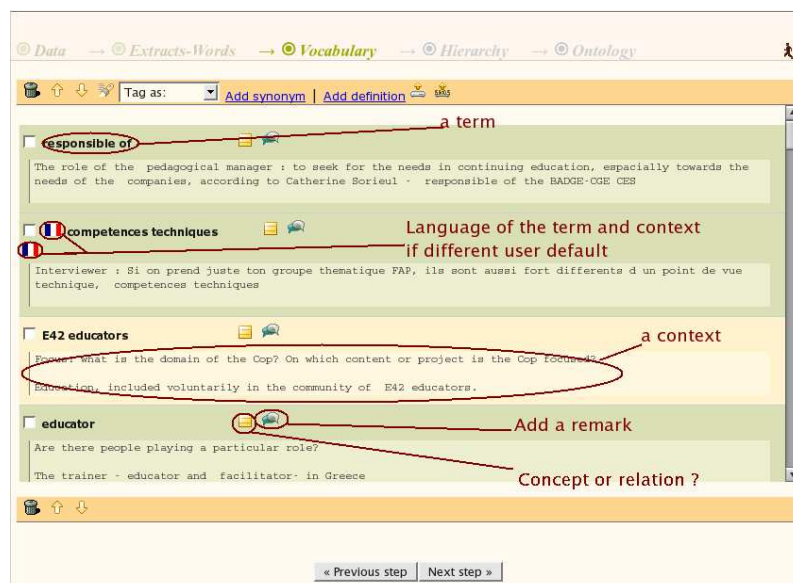 Data → Extracts-Words → Vocabulary → Hierarchy → Ontology
Tag as: Add synonym | Add definition
a term
responsible of
The role of the pedagogical manager : to seek for the needs in continuing education, espacially towards the
needs of the companies, according to Catherine Sorieul - responsible of the BADGE-CGE CES
Language of the term and context
competences techniques
if different user default
Interviewer : Si on prend juste ton groupe thematique FAP, ils sont aussi fort differents d un point de vue
technique, competences techniques
E42 educators
a context
Focus: What is the domain of the Cop? On which content or project is the Cop focused?
Education, included voluntarily in the community of E42 educators.
educator
Add a remark
Are there people playing a particular role?
The trainer - educator and facilitator- in Greece
Concept or relation ?
« Previous step Next step »